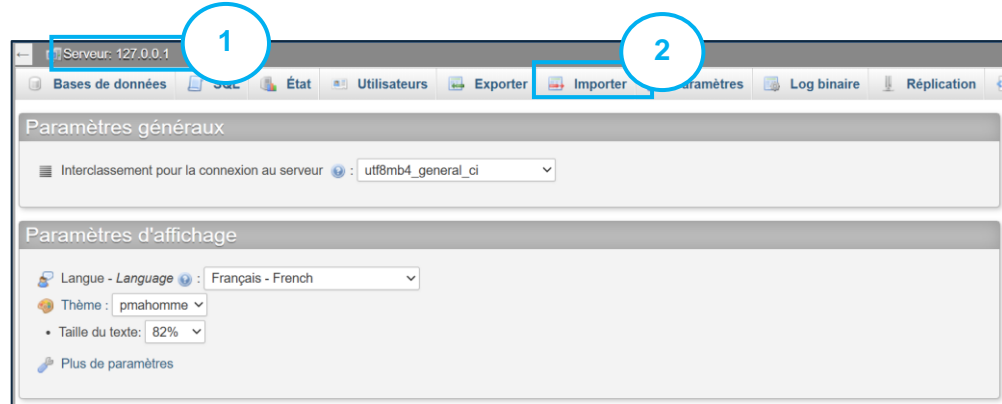 1
2
Serveur: 127.0.0.1
Bases de données SQL État Utilisateurs Exporter Importer Paramètres Log binaire Réplication
Paramètres généraux
Interclassement pour la connexion au serveur : utf8mb4_general_ci
Paramètres d'affichage
Langue - Language : Français - French
Thème : pmahomme
• Taille du texte: 82%
Plus de paramètres